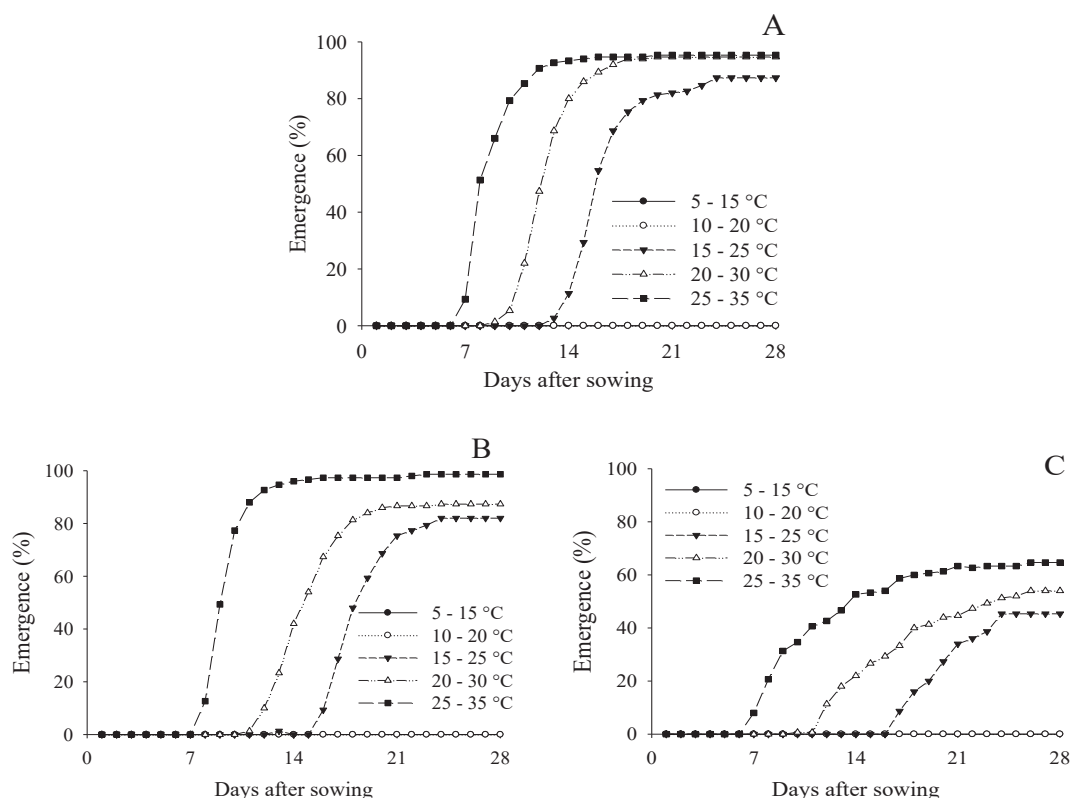 A
100
80
60
40
20
0
Emergence (%)
5 - 15 °C
10 - 20 °C
15 - 25 °C
20 - 30 °C
25 - 35 °C
0 7 14 21 28
Days after sowing
B
100
80
60
40
20
0
Emergence (%)
5 - 15 °C
10 - 20 °C
15 - 25 °C
20 - 30 °C
25 - 35 °C
0 7 14 21 28
Days after sowing
C
100
80
60
40
20
0
Emergence (%)
5 - 15 °C
10 - 20 °C
15 - 25 °C
20 - 30 °C
25 - 35 °C
0 7 14 21 28
Days after sowing